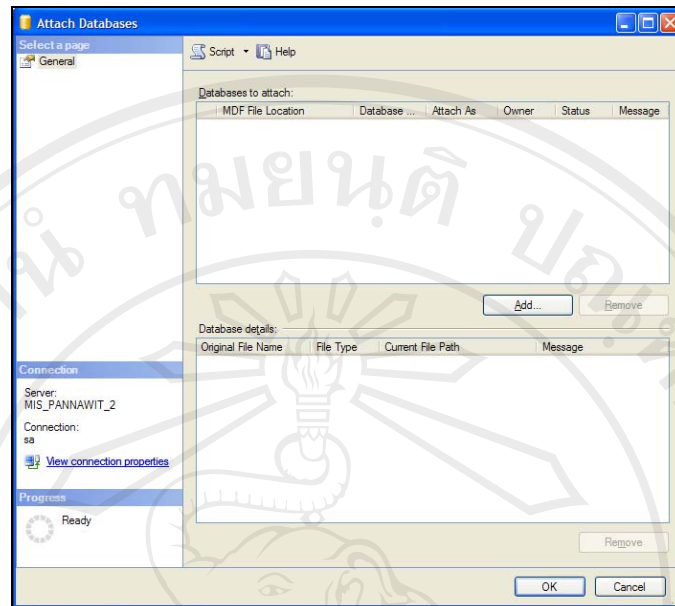 Attach Databases
Select a page
General
Script Help
Databases to attach:
MDF File Location Database ... Attach As Owner Status Message
Add... Remove
Database details:
Original File Name File Type Current File Path Message
Connection
Server:
MIS_PANNAWIT_2
Connection:
sa
View connection properties
Progress
Ready
Remove
OK Cancel